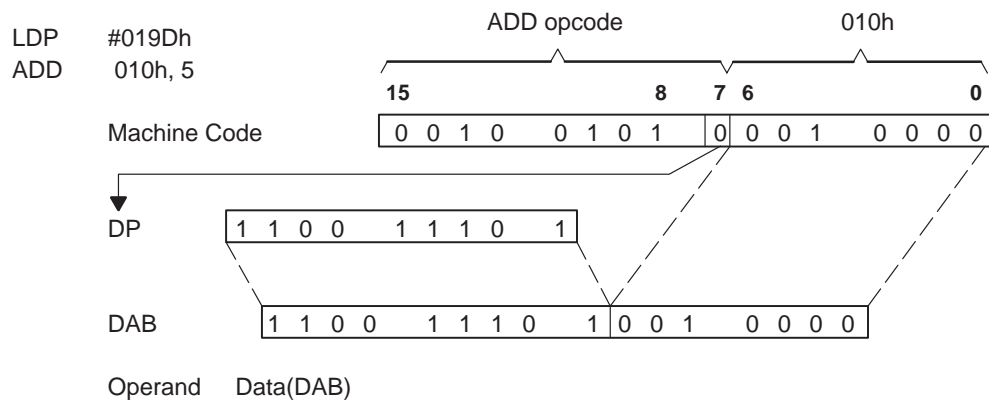 ADD opcode 010h
LDP #019Dh
ADD 010h, 5
15 8 7 6 0
Machine Code 0 0 1 0 0 1 0 1 0 0 0 1 0 0 0 0
DP 1 1 0 0 1 1 1 0 1
DAB 1 1 0 0 1 1 1 0 1 0 0 1 0 0 0 0
Operand Data(DAB)